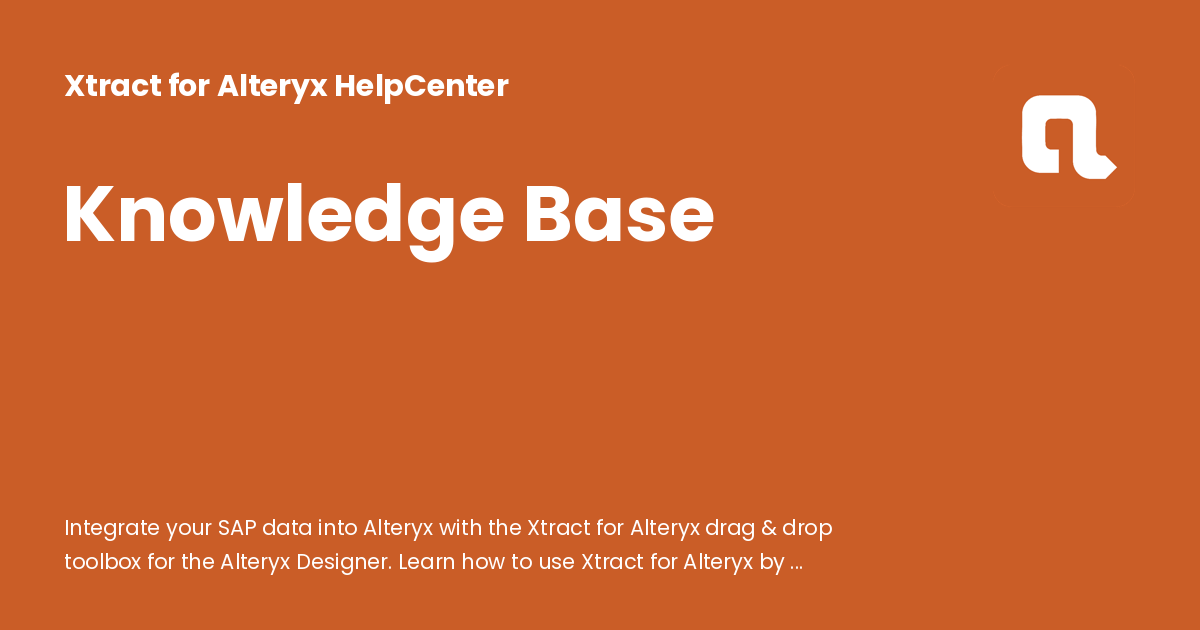 Xtract for Alteryx HelpCenter
Knowledge Base
Integrate your SAP data into Alteryx with the Xtract for Alteryx drag & drop
toolbox for the Alteryx Designer. Learn how to use Xtract for Alteryx by ...